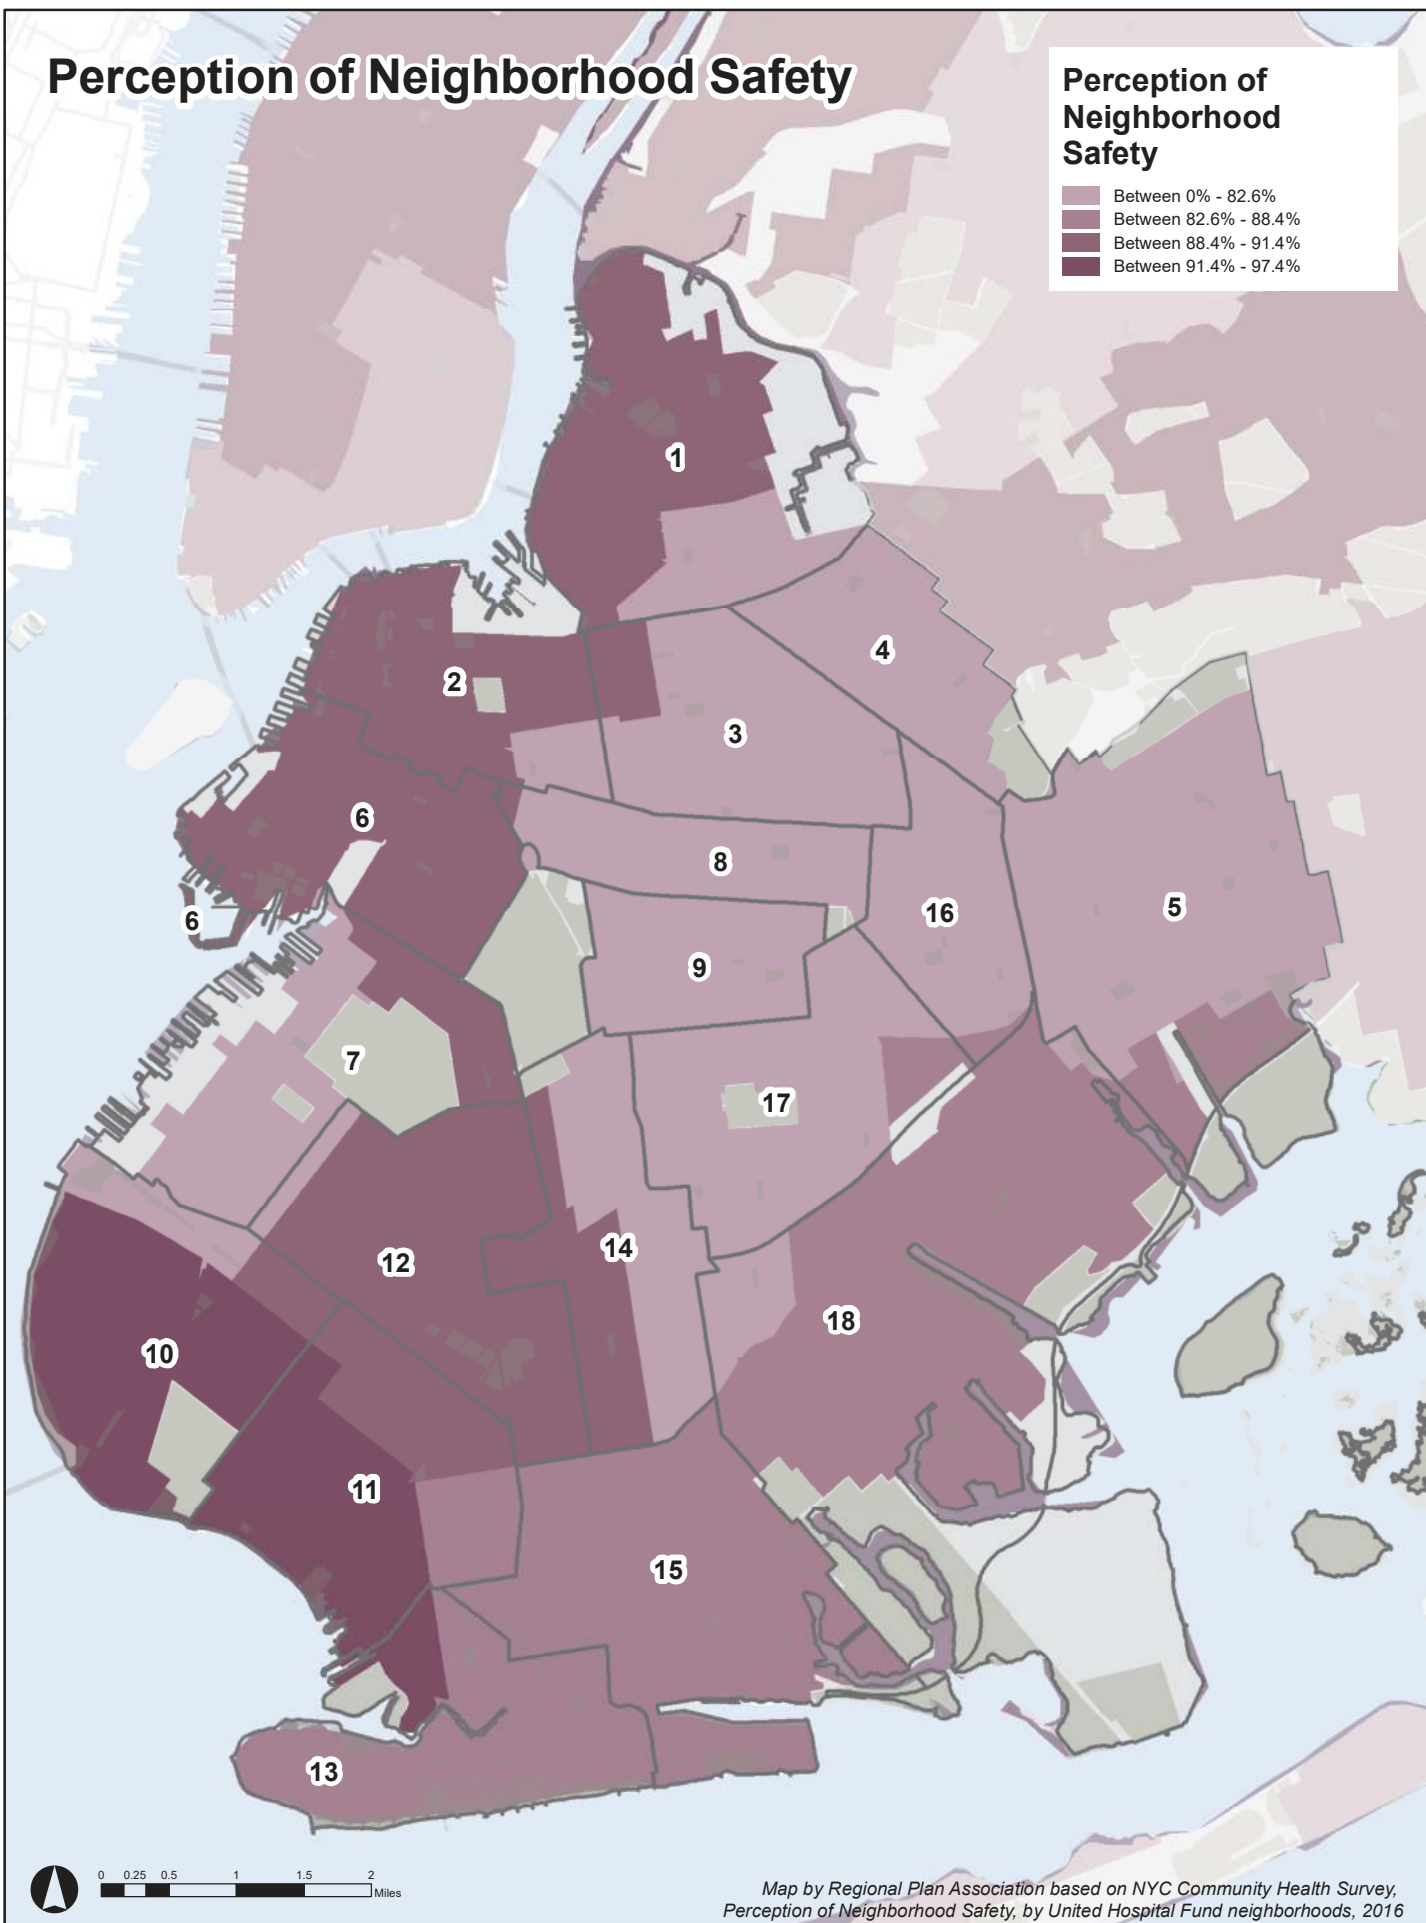 Perception of Neighborhood Safety
Perception of
Neighborhood
Safety
Between 0% - 82.6%
Between 82.6% - 88.4%
Between 88.4% - 91.4%
Between 91.4% - 97.4%
1
2
4
3
6
8
6
16
5
9
7
17
12
14
10
18
11
15
13
0 0.25 0.5 1 1.5 2
Miles
Map by Regional Plan Association based on NYC Community Health Survey,
Perception of Neighborhood Safety, by United Hospital Fund neighborhoods, 2016